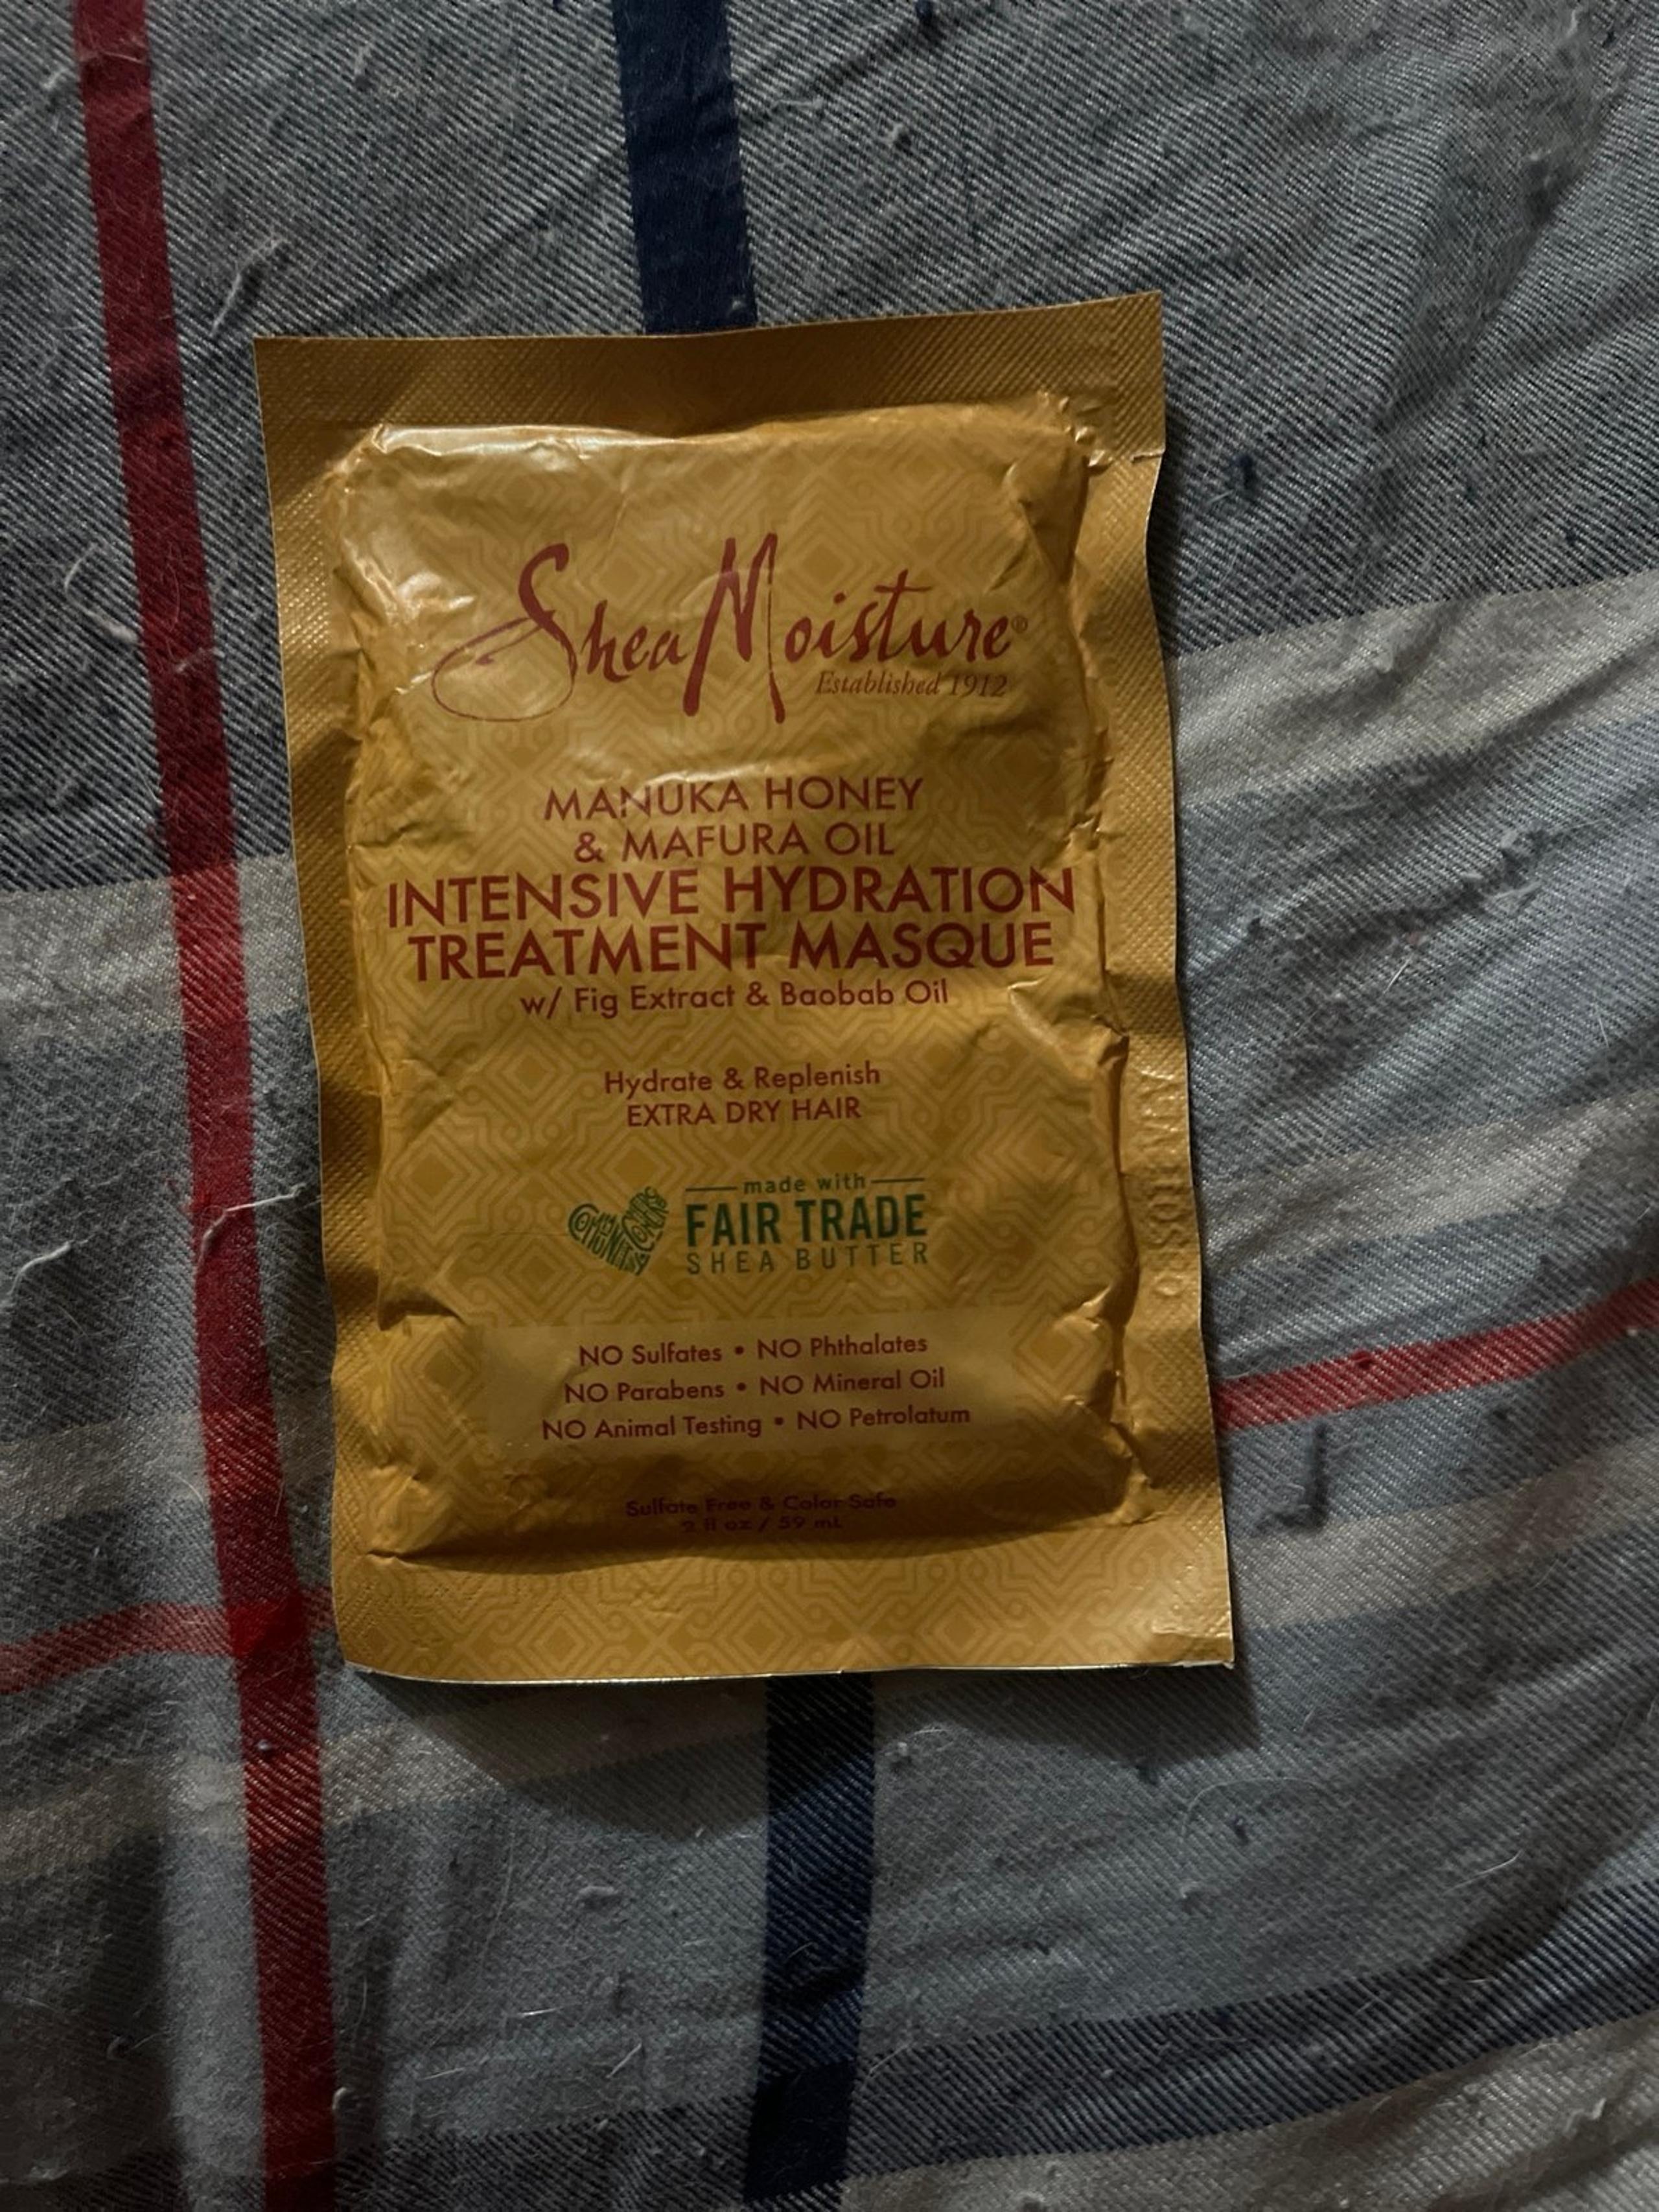 SheaMoisture®
Established 1912
MANUKA HONEY
& MAFURA OIL
INTENSIVE HYDRATION
TREATMENT MASQUE
w/ Fig Extract & Baobab Oil
Hydrate & Replenish
EXTRA DRY HAIR
COMMUNITY COMMERCE
made with
FAIR TRADE
SHEA BUTTER
NO Sulfates • NO Phthalates
NO Parabens • NO Mineral Oil
NO Animal Testing • NO Petrolatum
Sulfate Free & Color Safe
2 fl oz / 59 mL